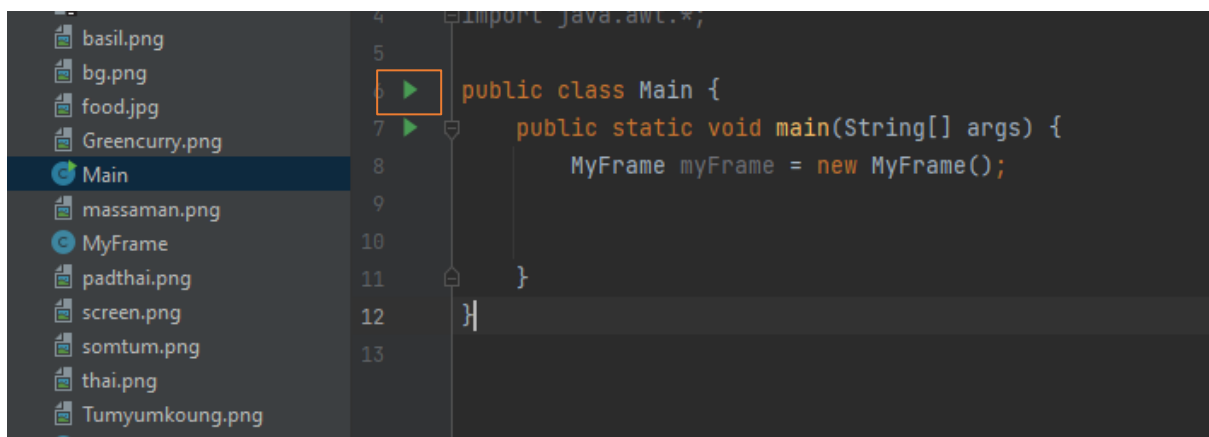 basil.png
bg.png
food.jpg
Greencurry.png
Main
massaman.png
MyFrame
padthai.png
screen.png
somtum.png
thai.png
Tumyumkoung.png
4 import java.awt.*;
5
6 public class Main {
7 public static void main(String[] args) {
8 MyFrame myFrame = new MyFrame();
9
10
11 }
12 }
13